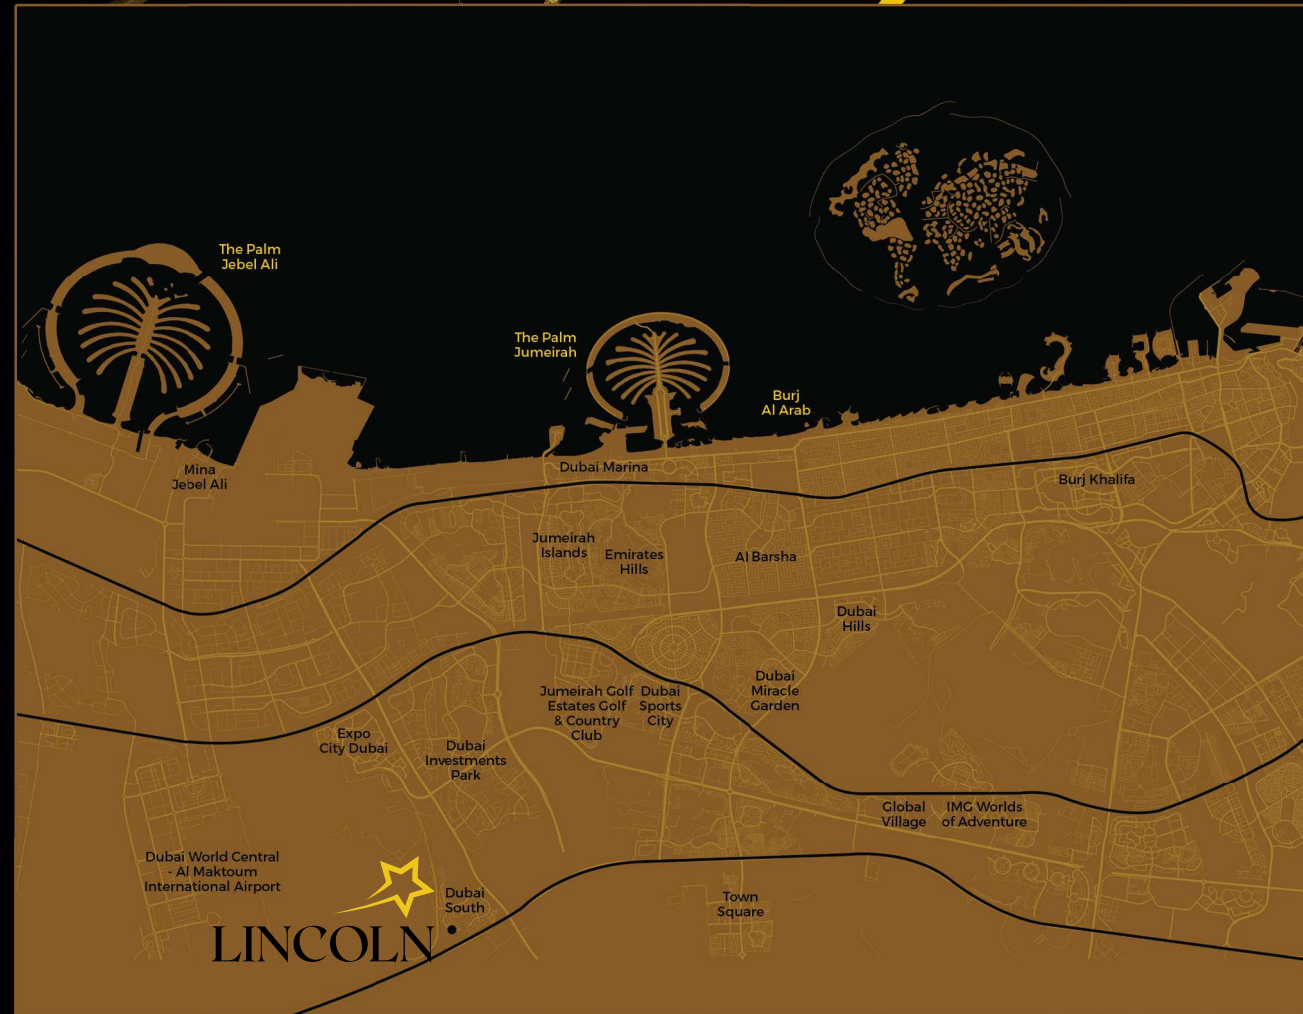 The Palm
Jebel Ali
The Palm
Jumeirah
Burj
Al Arab
Mina
Jebel Ali
Dubai Marina
Burj Khalifa
Jumeirah
Islands
Emirates
Hills
Al Barsha
Dubai
Hills
Jumeirah Golf
Estates Golf
& Country
Club
Dubai
Sports
City
Dubai
Miracle
Garden
Expo
City Dubai
Dubai
Investments
Park
Global
Village
IMG Worlds
of Adventure
Dubai World Central
- Al Maktoum
International Airport
Dubai
South
Town
Square
LINCOLN